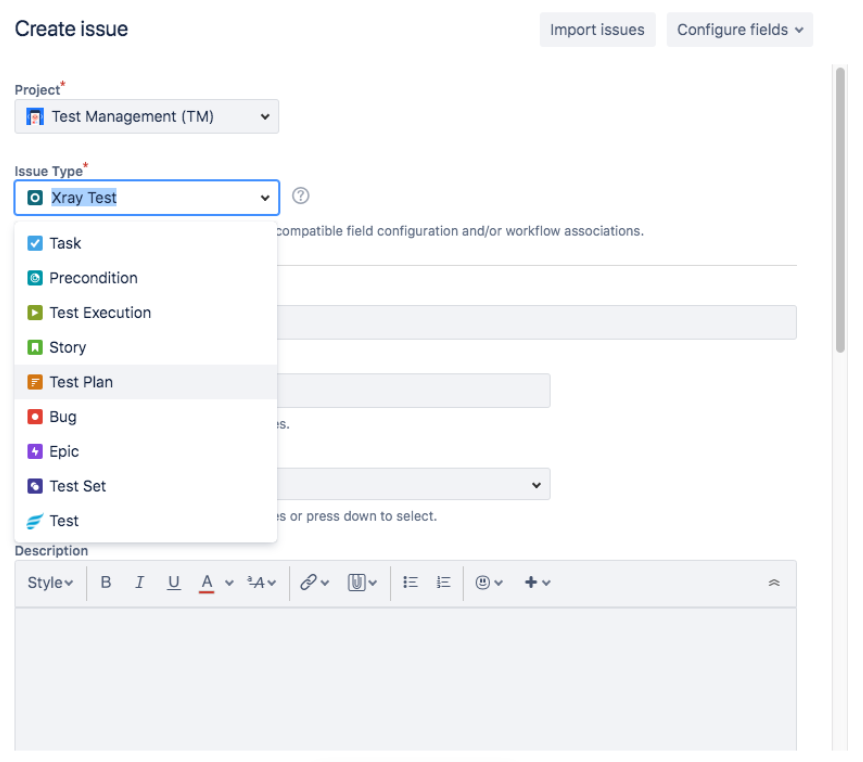 Create issue
Import issues
Configure fields
Project*
Test Management (TM)
Issue Type*
Xray Test
compatible field configuration and/or workflow associations.
Task
Precondition
Test Execution
Story
Test Plan
Bug
es.
Epic
Test Set
es or press down to select.
Test
Description
Style B I U A ªA